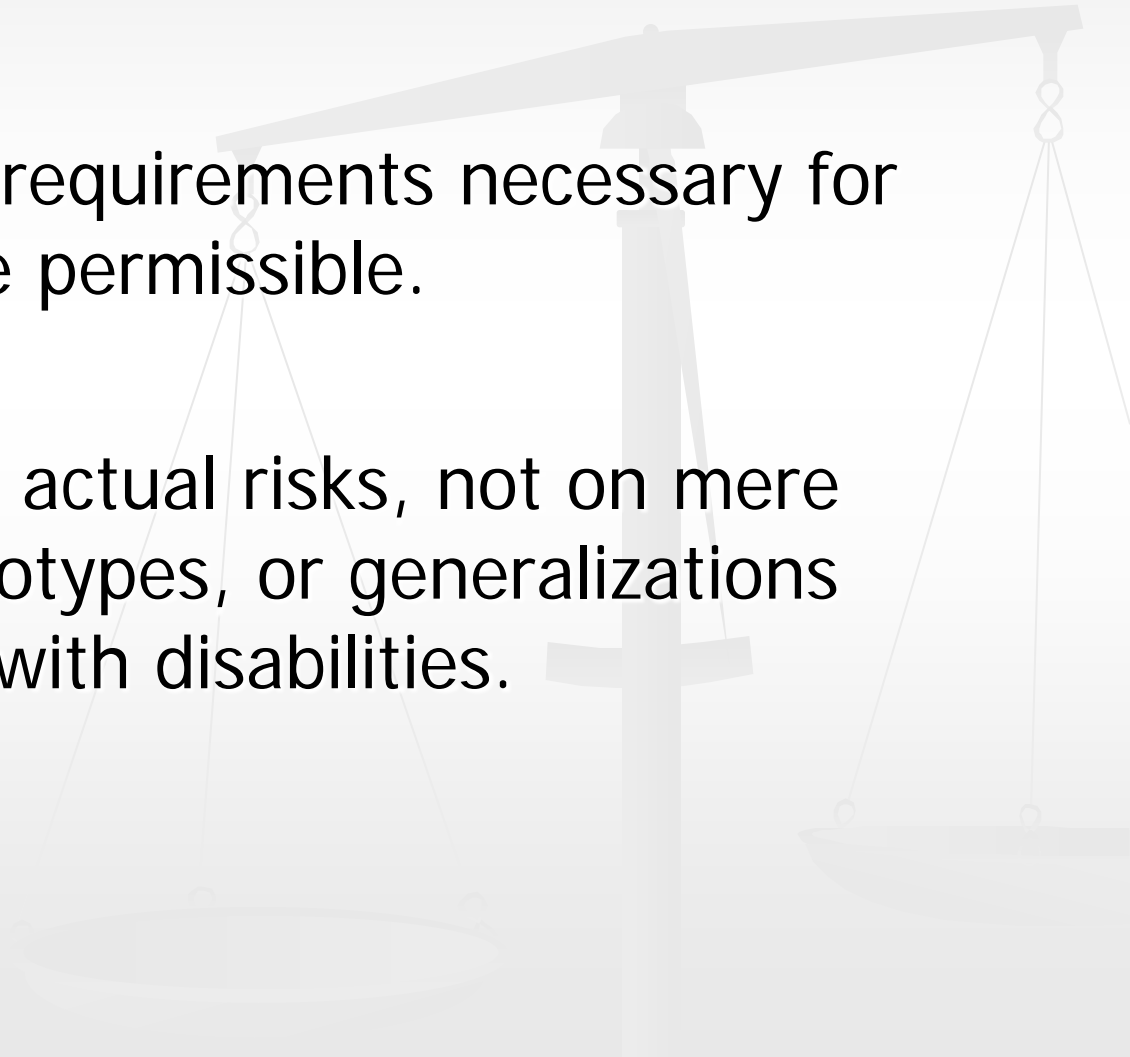 requirements necessary for
permissible.
actual risks, not on mere
otypes, or generalizations
with disabilities.